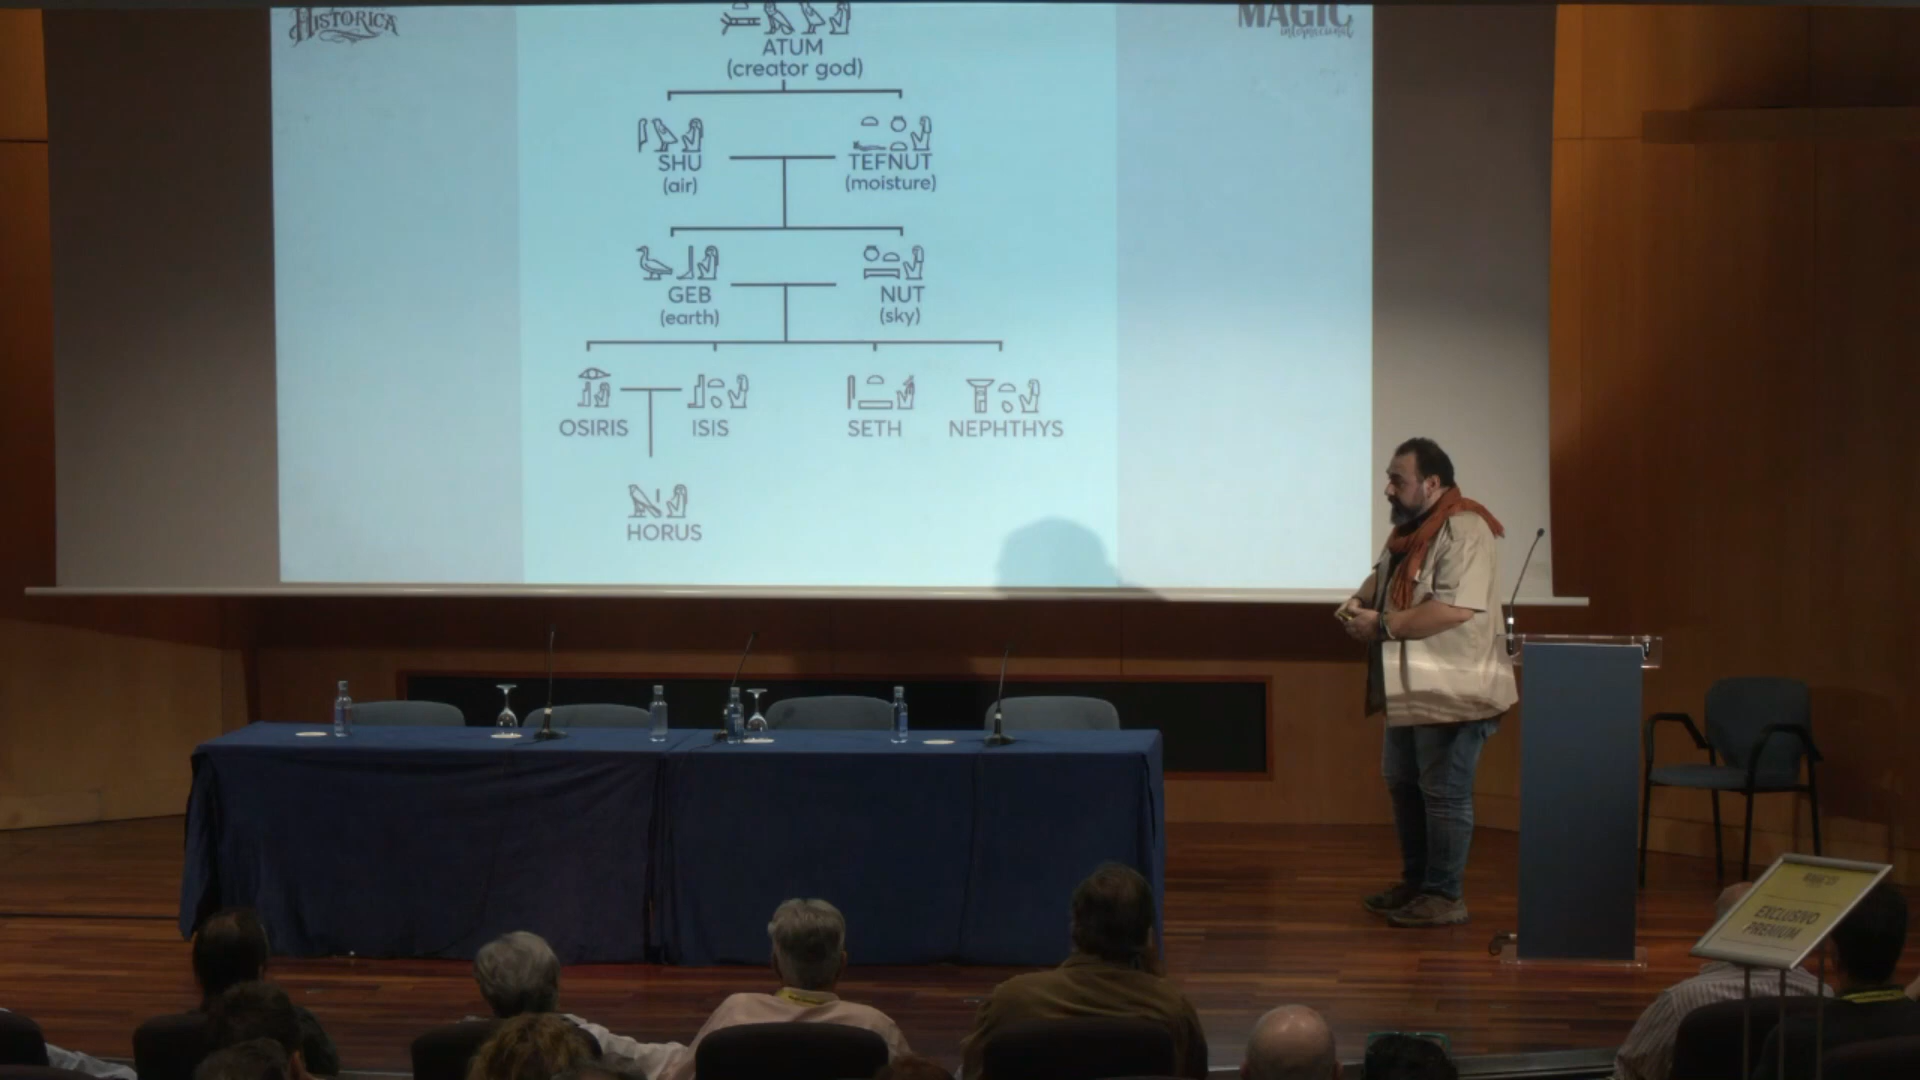 HISTORICA
MAGIC
internacional
ATUM
(creator god)
SHU
(air)
TEFNUT
(moisture)
GEB
(earth)
NUT
(sky)
OSIRIS
ISIS
SETH
NEPHTHYS
HORUS
EXCLUSIVO
PREMIUM